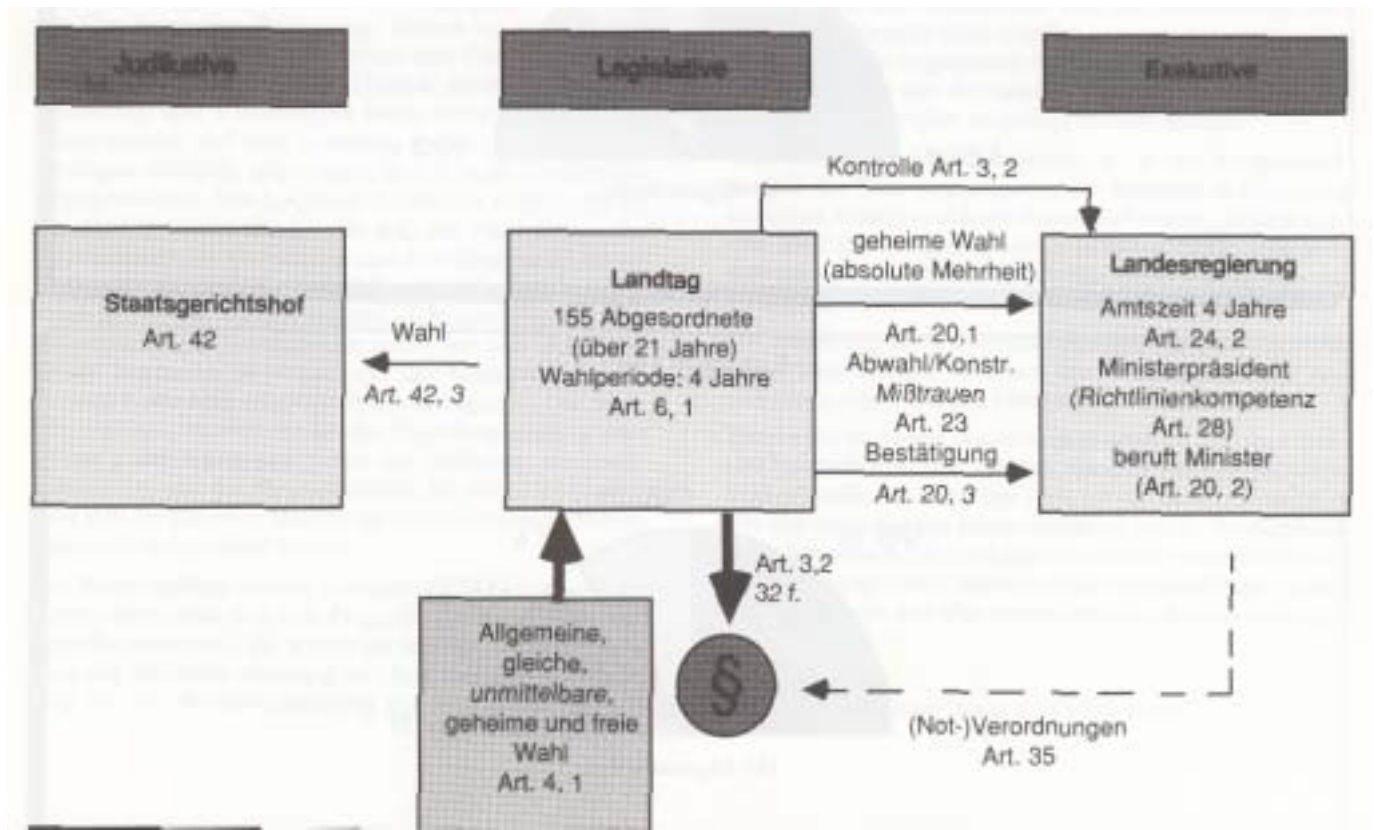 Judikative
Legislative
Exekutive
Kontrolle Art. 3, 2
Staatsgerichtshof
Art. 42
Wahl
Art. 42, 3
Landtag
155 Abgesordnete
(über 21 Jahre)
Wahlperiode: 4 Jahre
Art. 6, 1
geheime Wahl
(absolute Mehrheit)
Art. 20,1
Abwahl/Konstr.
Mißtrauen
Art. 23
Bestätigung
Art. 20, 3
Landesregierung
Amtszeit 4 Jahre
Art. 24, 2
Ministerpräsident
(Richtlinienkompetenz
Art. 28)
beruft Minister
(Art. 20, 2)
Art. 3,2
32 f.
§
Allgemeine,
gleiche,
unmittelbare,
geheime und freie
Wahl
Art. 4, 1
(Not-)Verordnungen
Art. 35